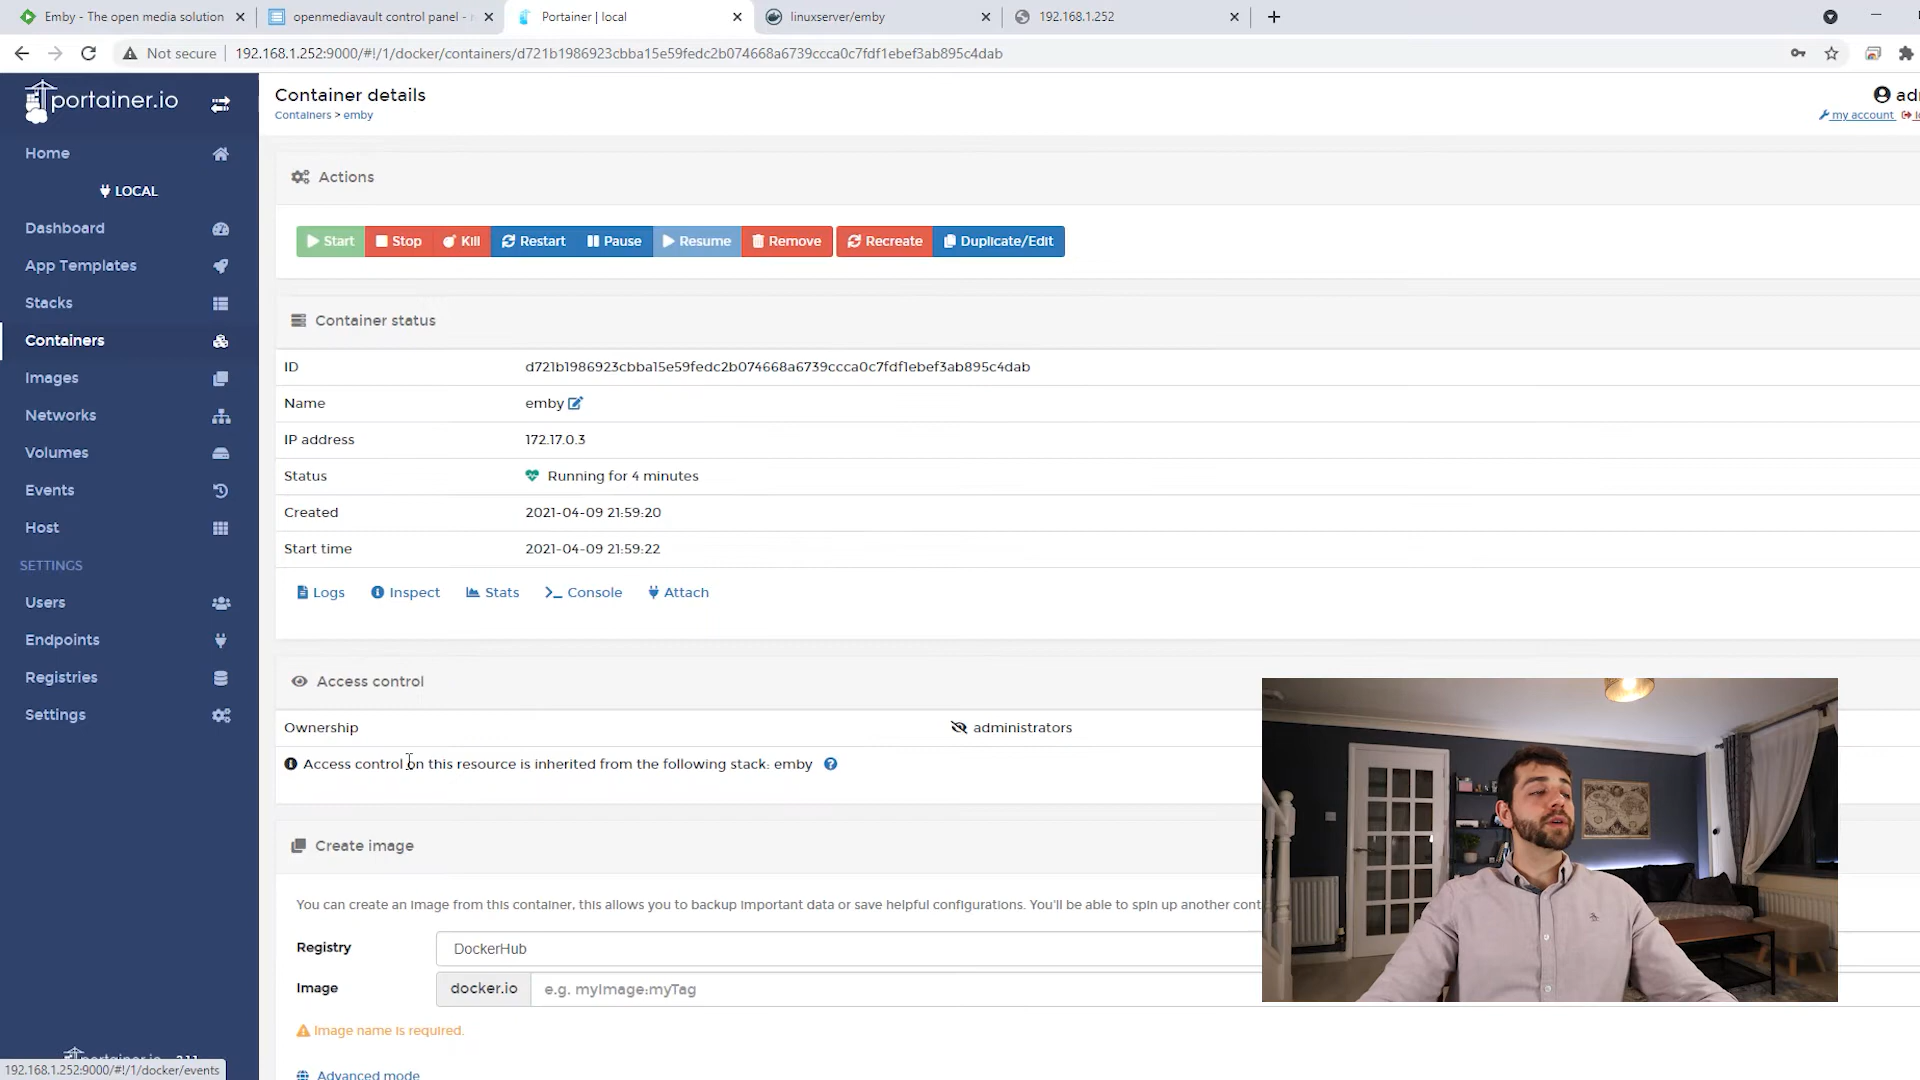 Emby - The open media solution
openmediavault control panel -
Portainer | local
linuxserver/emby
192.168.1.252
Not secure
192.168.1.252:9000/#!/1/docker/containers/d721b1986923cbba15e59fedc2b074668a6739ccca0c7fdf1ebef3ab895c4dab
portainer.io
Container details
Containers > emby
my account
Home
LOCAL
Dashboard
App Templates
Stacks
Containers
Images
Networks
Volumes
Events
Host
SETTINGS
Users
Endpoints
Registries
Settings
Actions
Start
Stop
Kill
Restart
Pause
Resume
Remove
Recreate
Duplicate/Edit
Container status
ID d721b1986923cbba15e59fedc2b074668a6739ccca0c7fdf1ebef3ab895c4dab
Name emby
IP address 172.17.0.3
Status Running for 4 minutes
Created 2021-04-09 21:59:20
Start time 2021-04-09 21:59:22
Logs
Inspect
Stats
Console
Attach
Access control
Ownership administrators
Access control on this resource is inherited from the following stack: emby
Create image
You can create an image from this container, this allows you to backup important data or save helpful configurations. You'll be able to spin up another
Registry DockerHub
Image docker.io e.g. myImage:myTag
Image name is required.
Advanced mode
192.168.1.252:9000/#!/1/docker/events